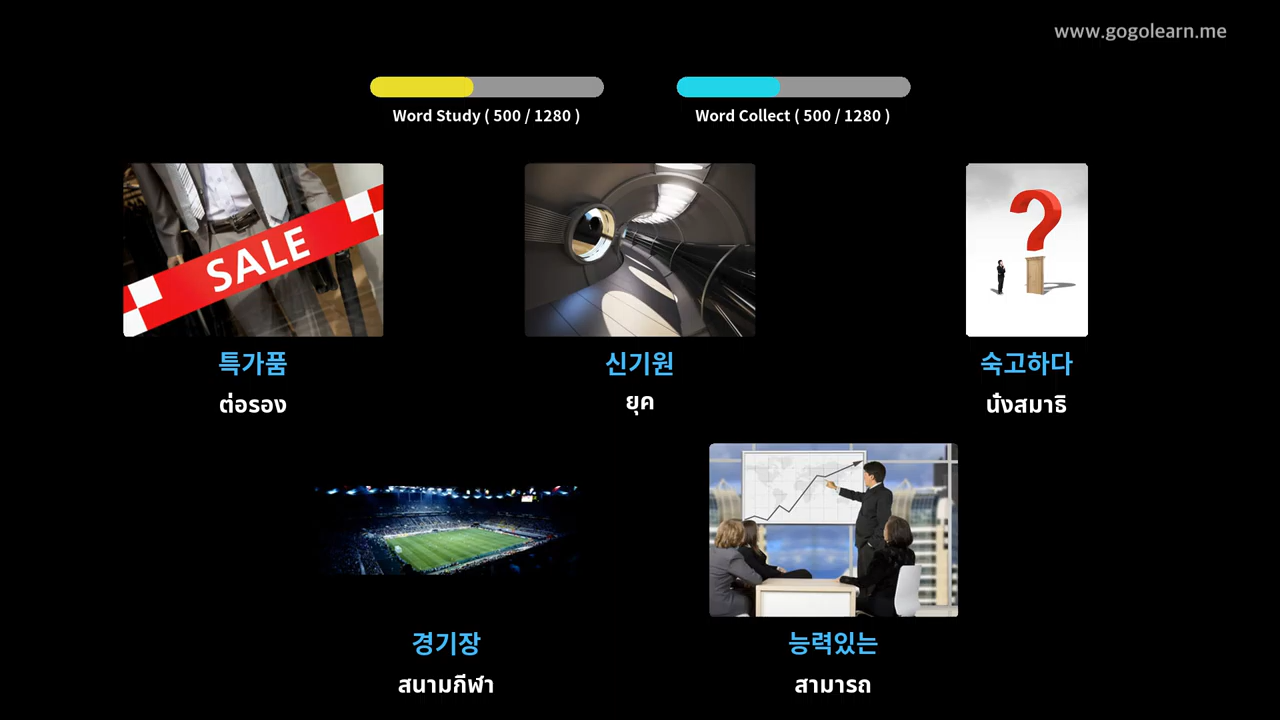 www.gogolearn.me
Word Study ( 500 / 1280 )
Word Collect ( 500 / 1280 )
SALE
특가품
신기원
숙고하다
ต่อรอง
ยุค
นั่งสมาธิ
경기장
능력있는
สนามกีฬา
สามารถ